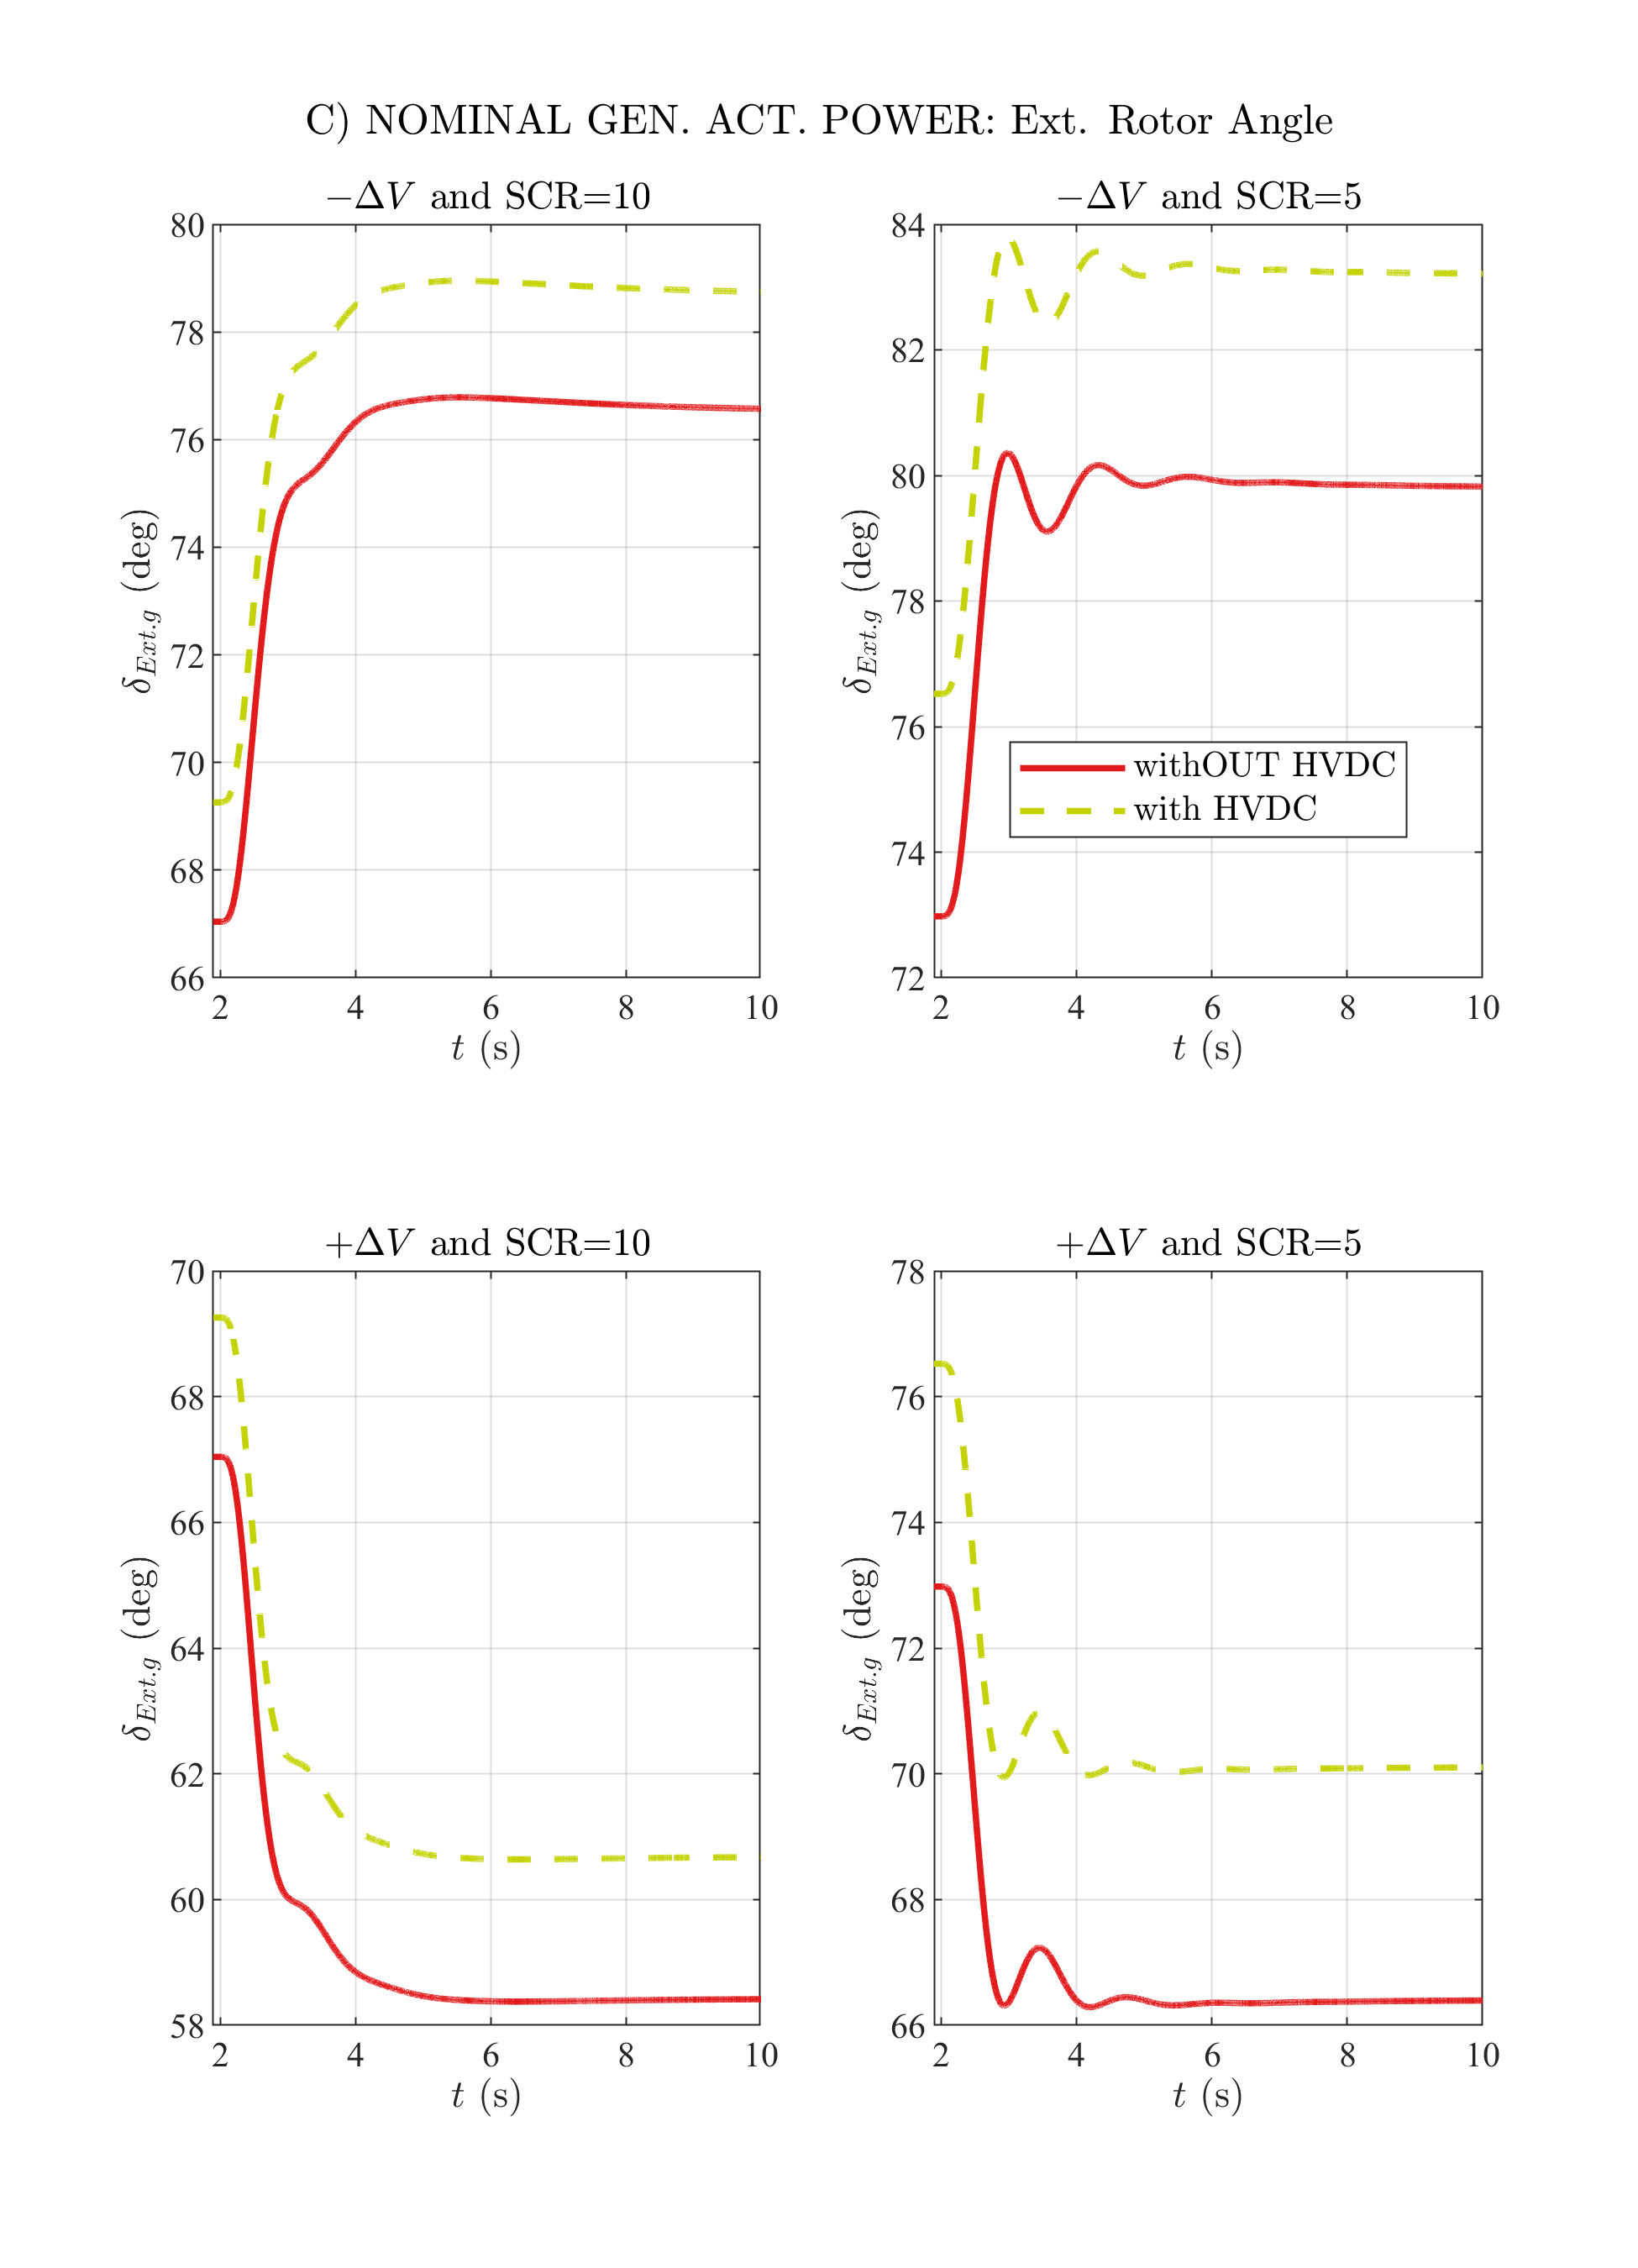 C) NOMINAL GEN. ACT. POWER: Ext. Rotor Angle
−ΔV and SCR=10
80
78
76
74
72
70
68
66
δ_Ext.g (deg)
2 4 6 8 10
t (s)
−ΔV and SCR=5
84
82
80
78
76
74
72
δ_Ext.g (deg)
withOUT HVDC
with HVDC
2 4 6 8 10
t (s)
+ΔV and SCR=10
70
68
66
64
62
60
58
δ_Ext.g (deg)
2 4 6 8 10
t (s)
+ΔV and SCR=5
78
76
74
72
70
68
66
δ_Ext.g (deg)
2 4 6 8 10
t (s)